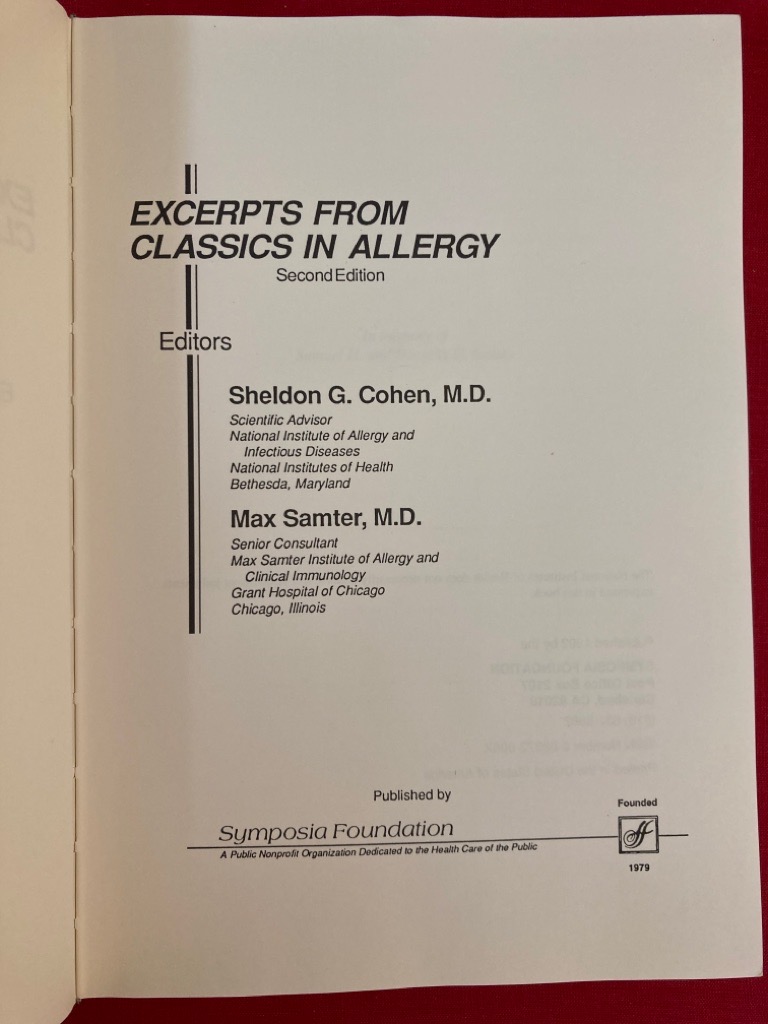 EXCERPTS FROM
CLASSICS IN ALLERGY
Second Edition
Editors
Sheldon G. Cohen, M.D.
Scientific Advisor
National Institute of Allergy and
Infectious Diseases
National Institutes of Health
Bethesda, Maryland
Max Samter, M.D.
Senior Consultant
Max Samter Institute of Allergy and
Clinical Immunology
Grant Hospital of Chicago
Chicago, Illinois
Published by
Symposia Foundation
A Public Nonprofit Organization Dedicated to the Health Care of the Public
Founded
1979